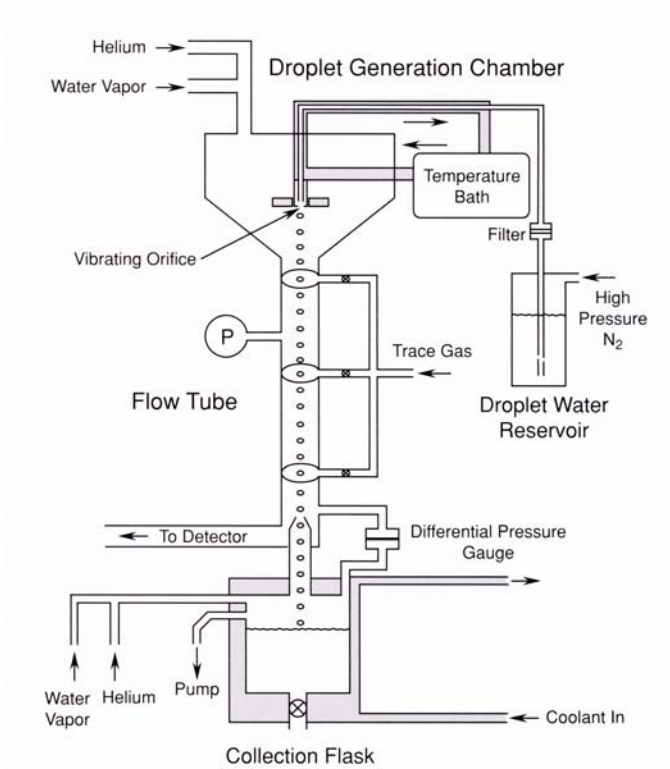 Helium
Droplet Generation Chamber
Water Vapor
Temperature
Bath
Filter
Vibrating Orifice
High
Pressure
N₂
P
Trace Gas
Flow Tube
Droplet Water
Reservoir
To Detector
Differential Pressure
Gauge
Water
Vapor
Helium
Pump
Coolant In
Collection Flask